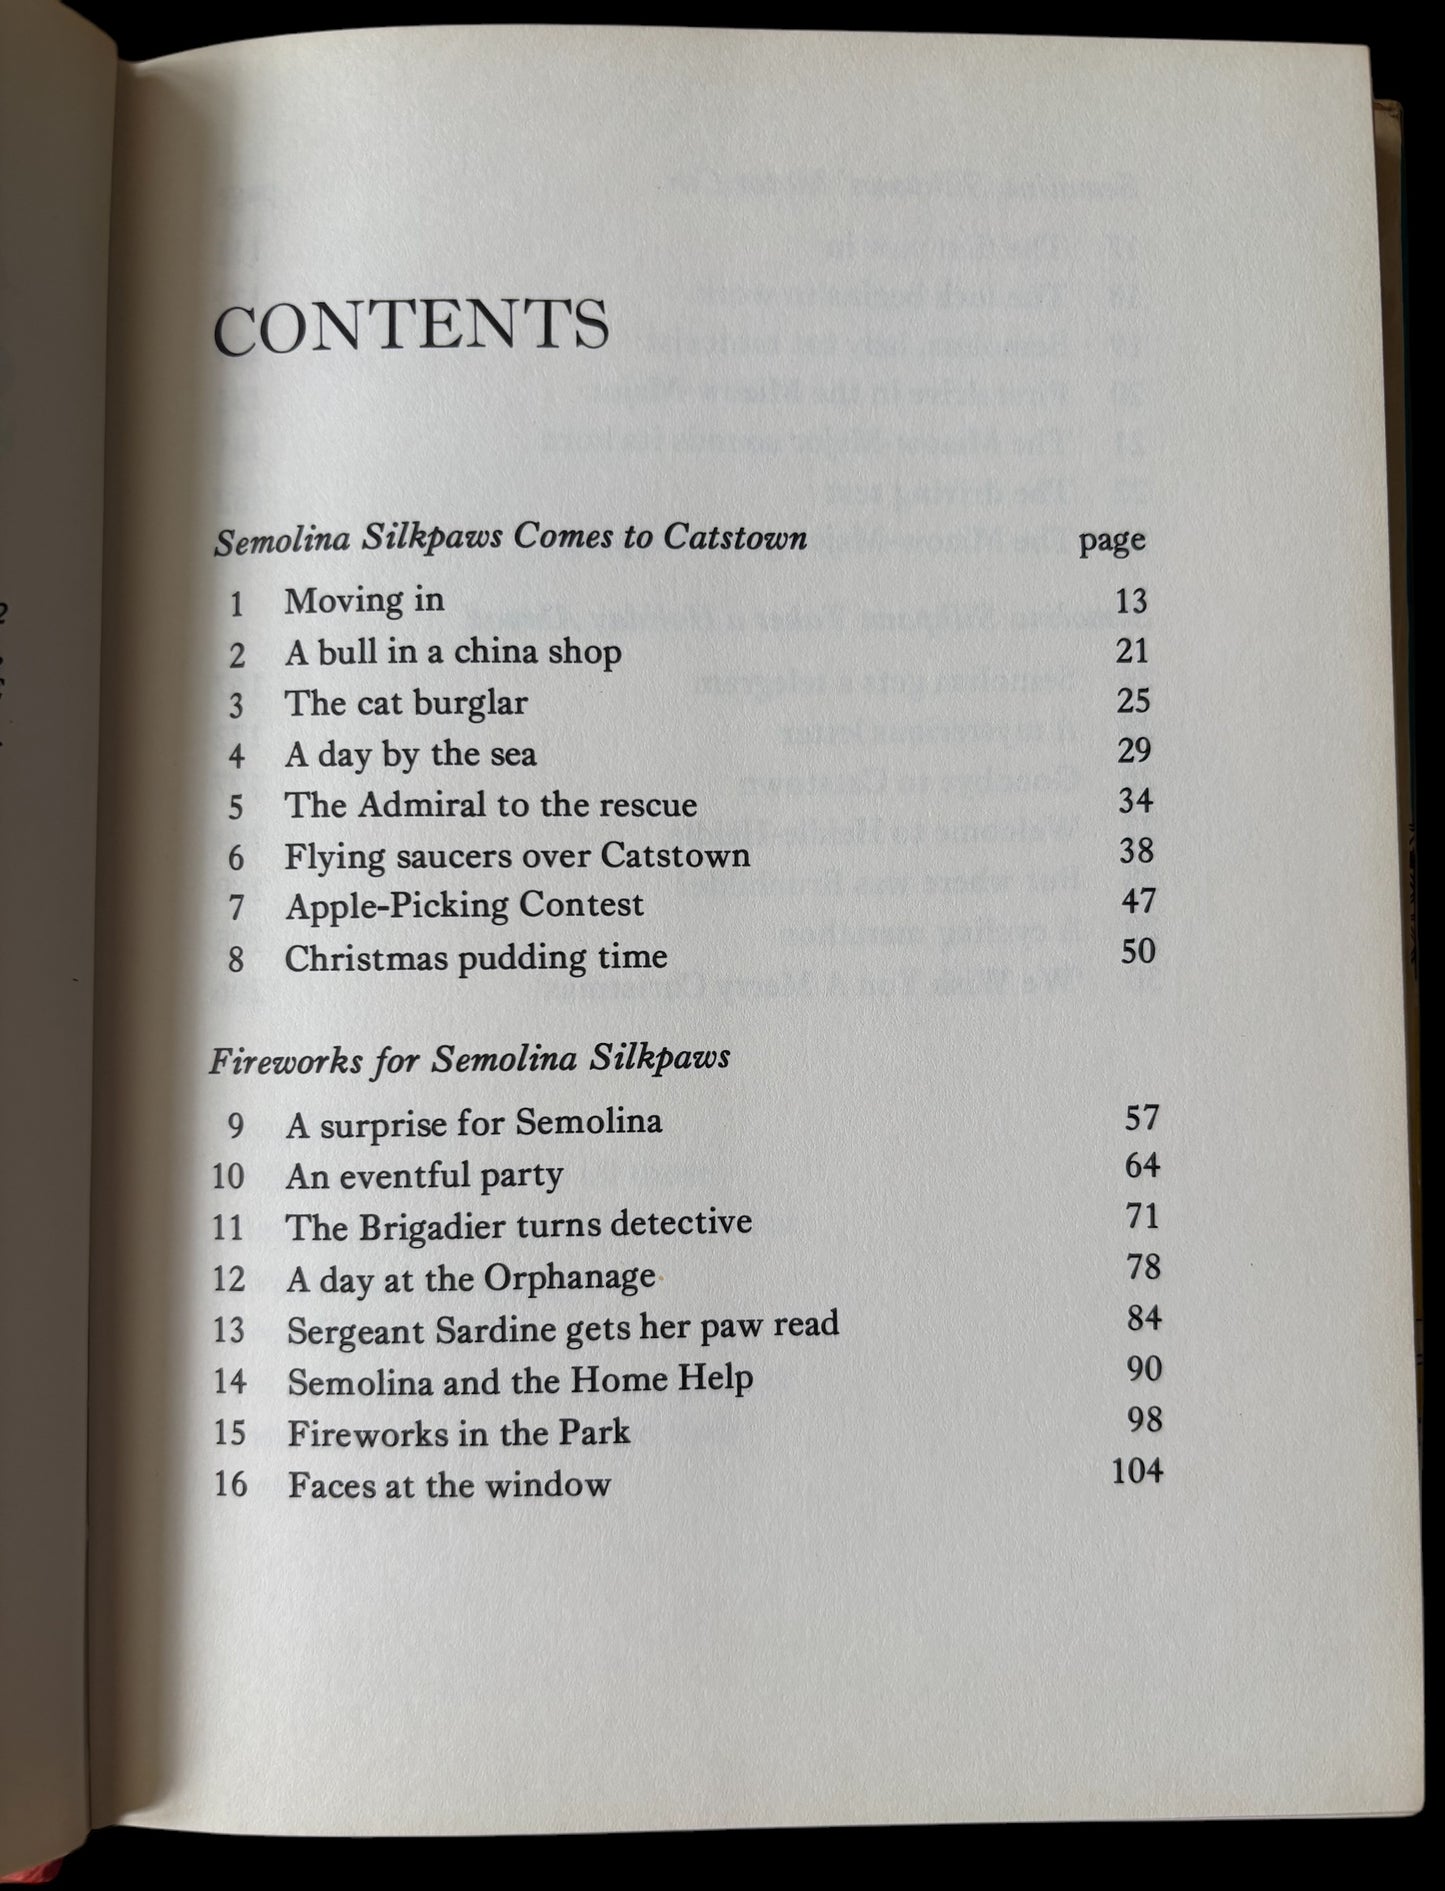 CONTENTS
Semolina Silkpaws Comes to Catstown page
1 Moving in 13
2 A bull in a china shop 21
3 The cat burglar 25
4 A day by the sea 29
5 The Admiral to the rescue 34
6 Flying saucers over Catstown 38
7 Apple-Picking Contest 47
8 Christmas pudding time 50
Fireworks for Semolina Silkpaws
9 A surprise for Semolina 57
10 An eventful party 64
11 The Brigadier turns detective 71
12 A day at the Orphanage 78
13 Sergeant Sardine gets her paw read 84
14 Semolina and the Home Help 90
15 Fireworks in the Park 98
16 Faces at the window 104